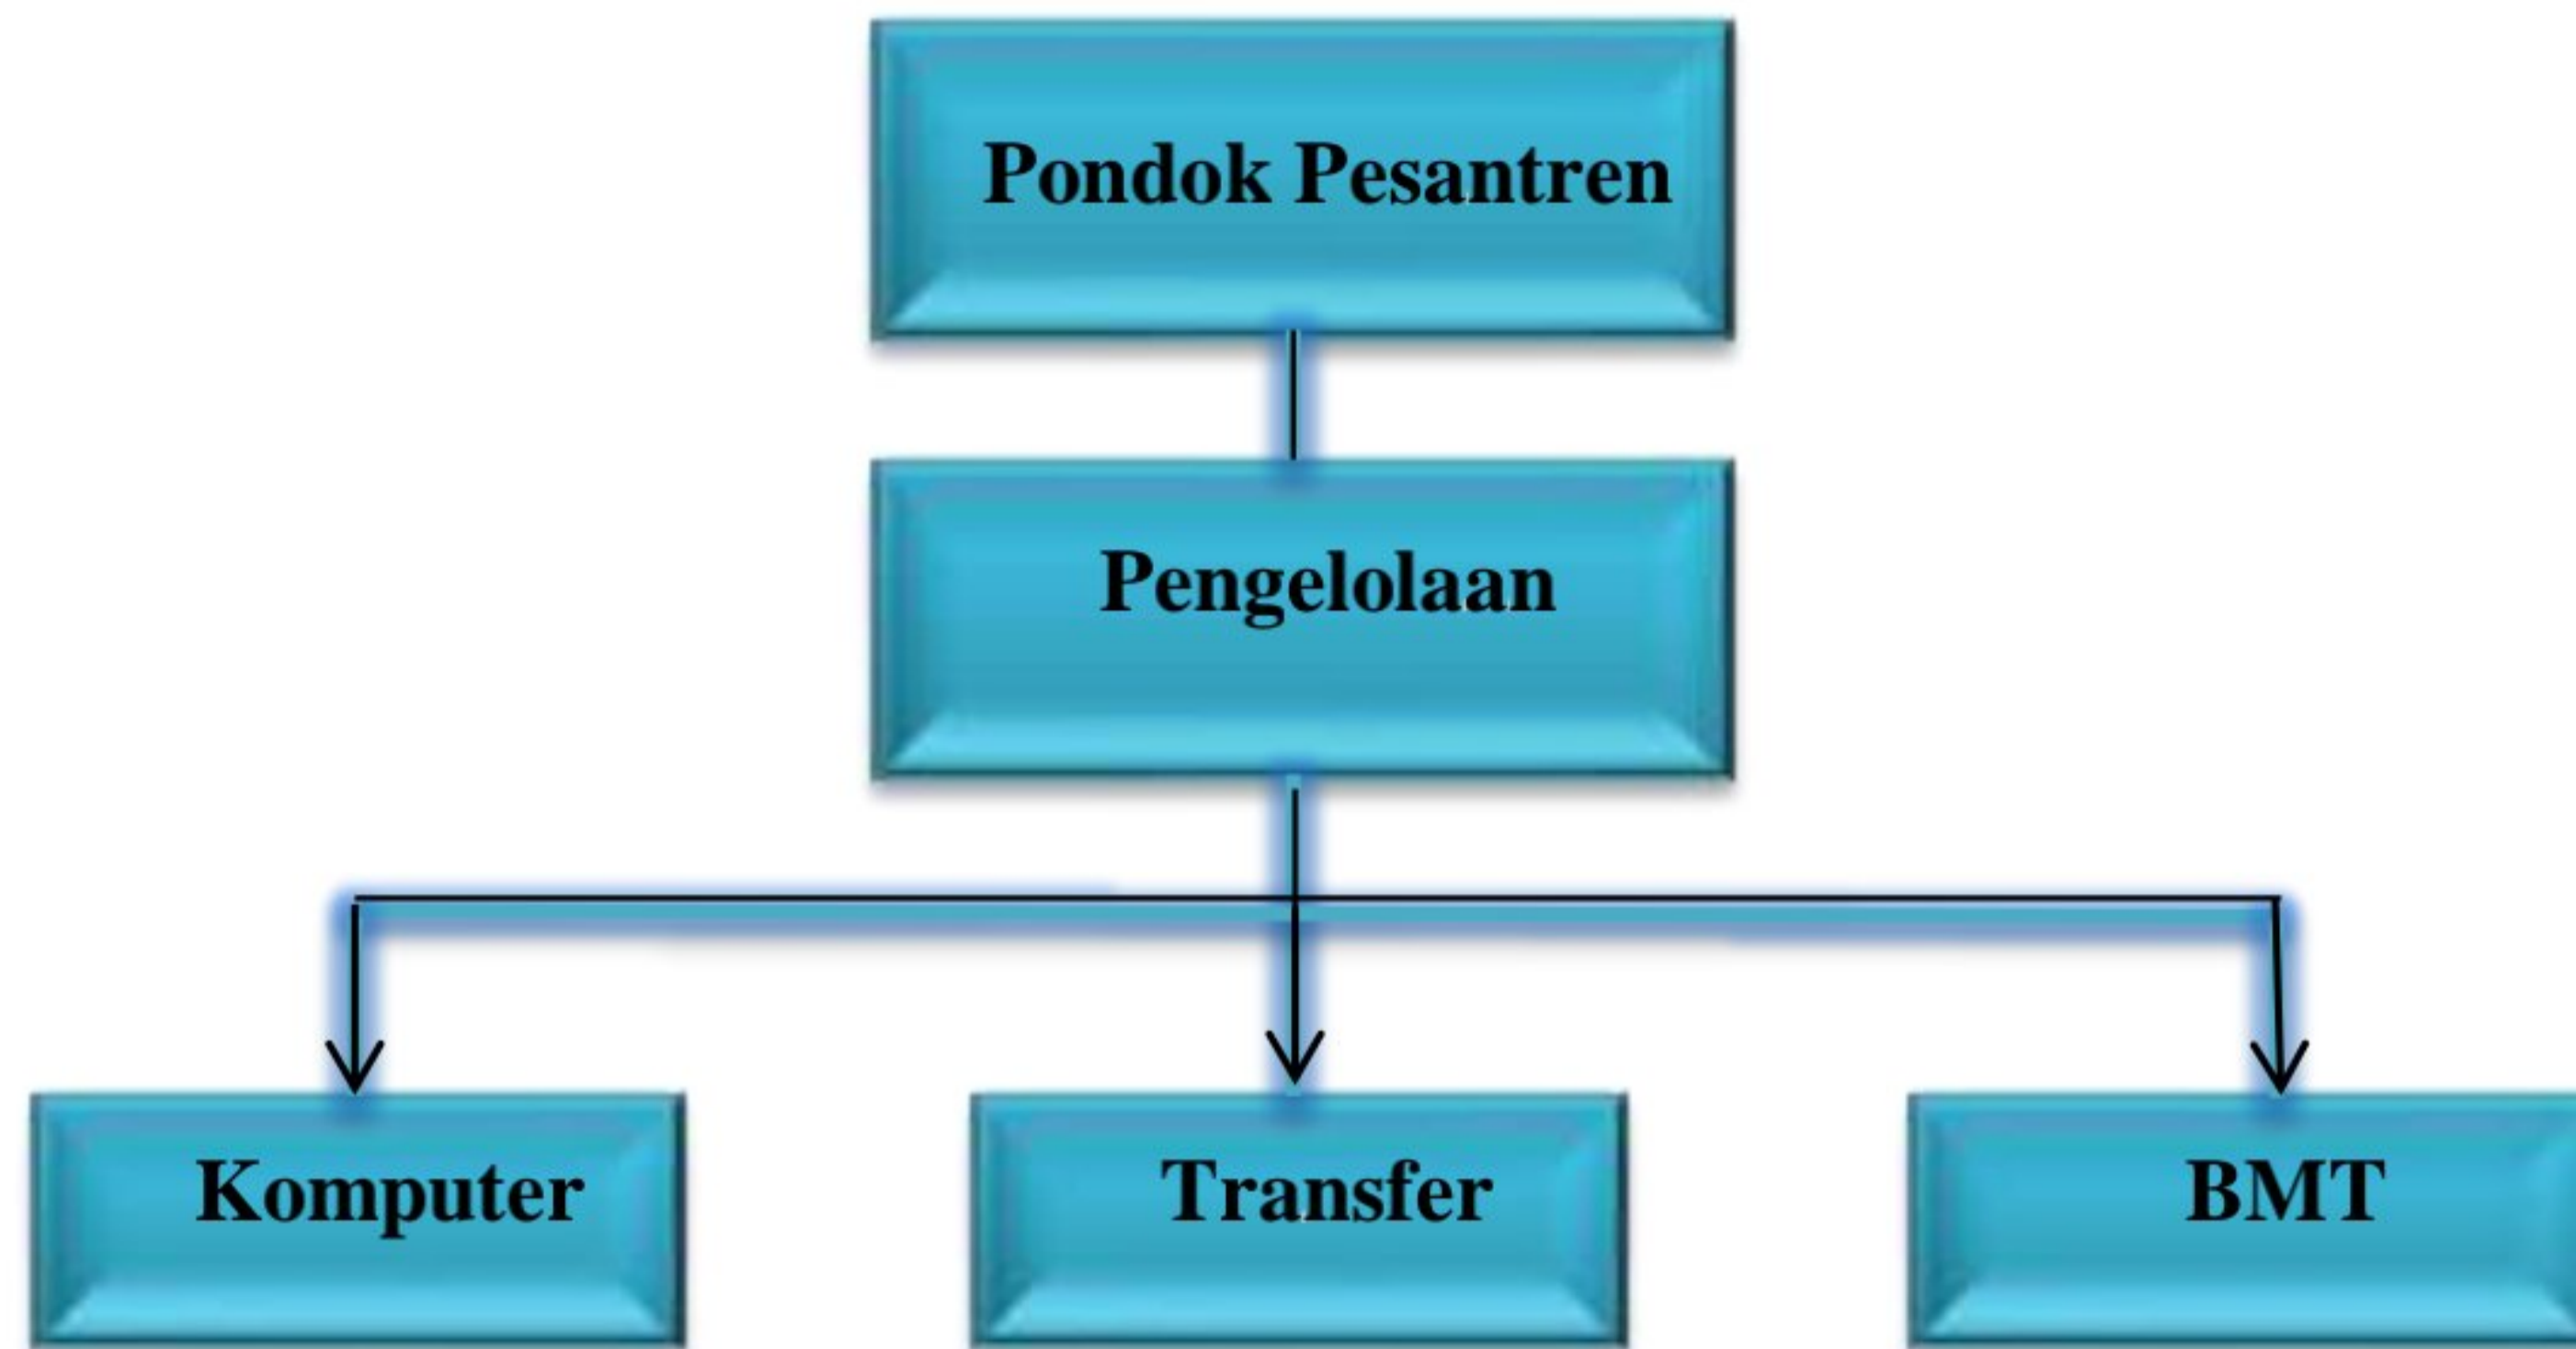 Pondok Pesantren
Pengelolaan
Komputer
Transfer
BMT